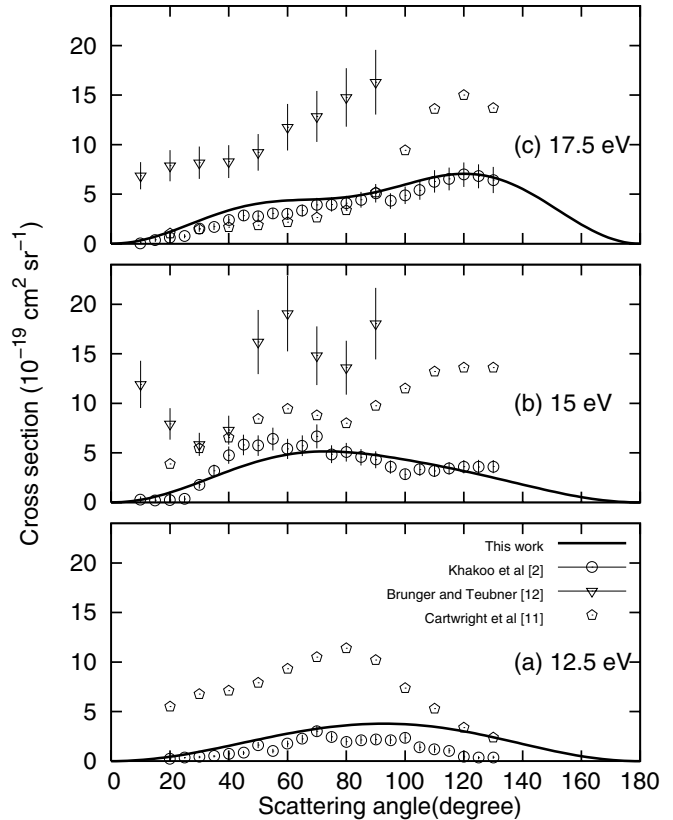 20
15
10
5
0
(c) 17.5 eV
20
15
10
5
0
(b) 15 eV
Cross section (10⁻¹⁹ cm² sr⁻¹)
This work
Khakoo et al [2]
Brunger and Teubner [12]
Cartwright et al [11]
20
15
10
5
0
(a) 12.5 eV
0 20 40 60 80 100 120 140 160 180
Scattering angle(degree)